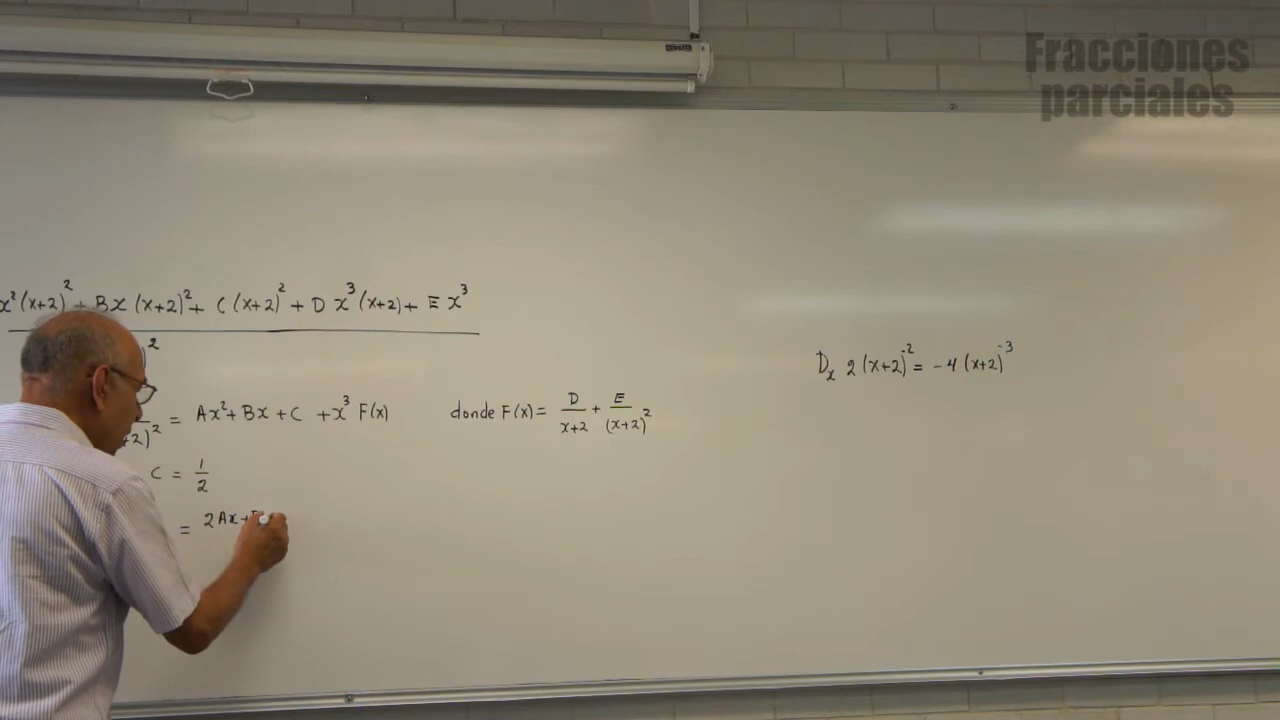 Fracciones
parciales
x²(x+2)² + Bx(x+2)² + C(x+2)² + D x³(x+2) + E x³
= Ax² + Bx + C + x³ F(x) donde F(x) = D/(x+2) + E/(x+2)²
Dₓ 2(x+2)⁻² = -4(x+2)⁻³
C = 1/2
= 2Ax +